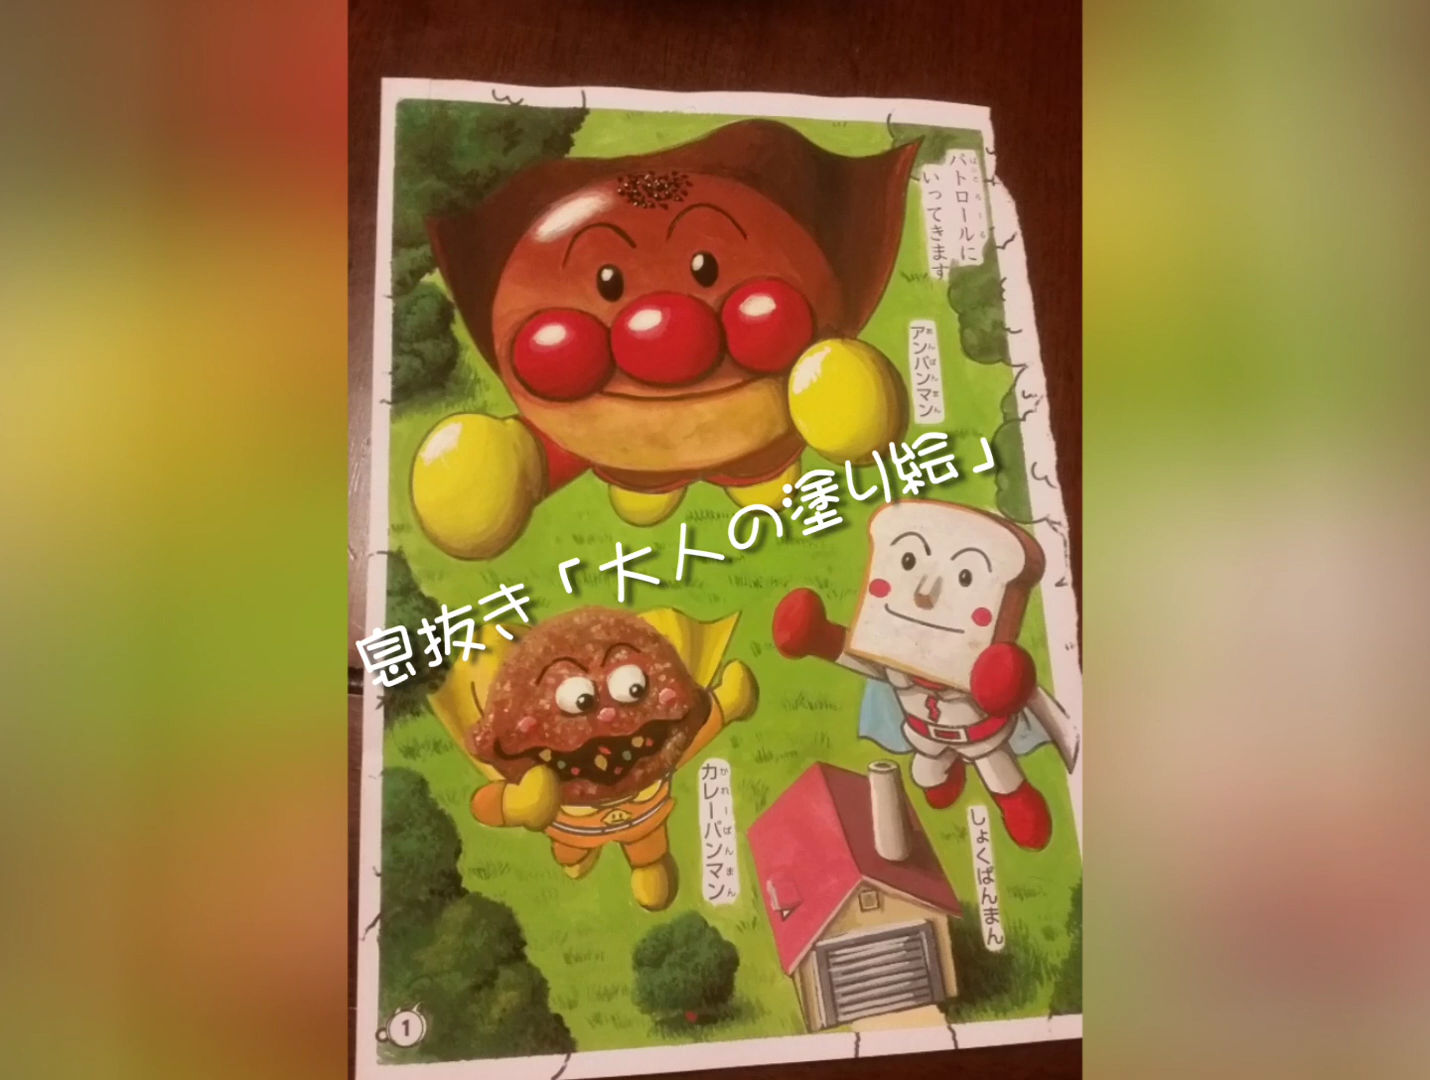 パトロールに
いってきます
アンパンマン
息抜き「大人の塗り絵」
カレーパンマン
しょくぱんまん
1